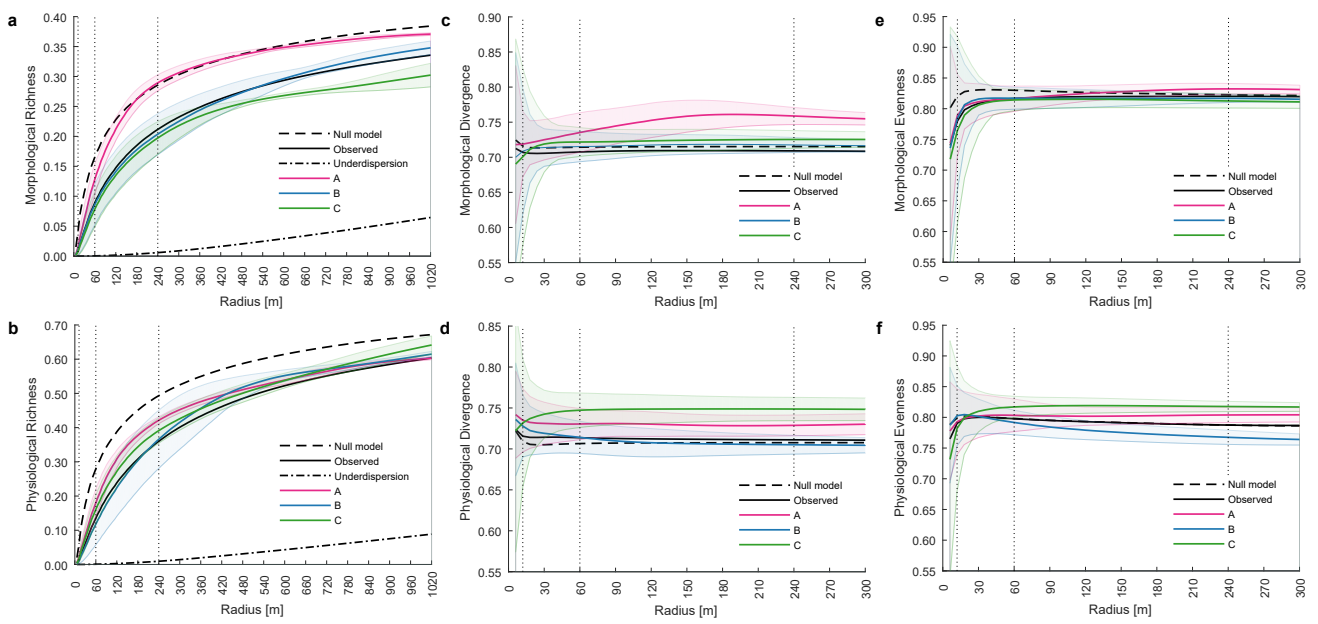 a
0.40
0.35
0.30
0.25
0.20
0.15
0.10
0.05
0.00
Morphological Richness
Null model
Observed
Underdispersion
A
B
C
0 60 120 180 240 300 360 420 480 540 600 660 720 780 840 900 960 1020
Radius [m]
c
0.90
0.85
0.80
0.75
0.70
0.65
0.60
0.55
Morphological Divergence
Null model
Observed
A
B
C
0 30 60 90 120 150 180 210 240 270 300
Radius [m]
e
0.95
0.90
0.85
0.80
0.75
0.70
0.65
0.60
0.55
Morphological Evenness
Null model
Observed
A
B
C
0 30 60 90 120 150 180 210 240 270 300
Radius [m]
b
0.70
0.60
0.50
0.40
0.30
0.20
0.10
0.00
Physiological Richness
Null model
Observed
Underdispersion
A
B
C
0 60 120 180 240 300 360 420 480 540 600 660 720 780 840 900 960 1020
Radius [m]
d
0.85
0.80
0.75
0.70
0.65
0.60
0.55
Physiological Divergence
Null model
Observed
A
B
C
0 30 60 90 120 150 180 210 240 270 300
Radius [m]
f
0.95
0.90
0.85
0.80
0.75
0.70
0.65
0.60
0.55
Physiological Evenness
Null model
Observed
A
B
C
0 30 60 90 120 150 180 210 240 270 300
Radius [m]